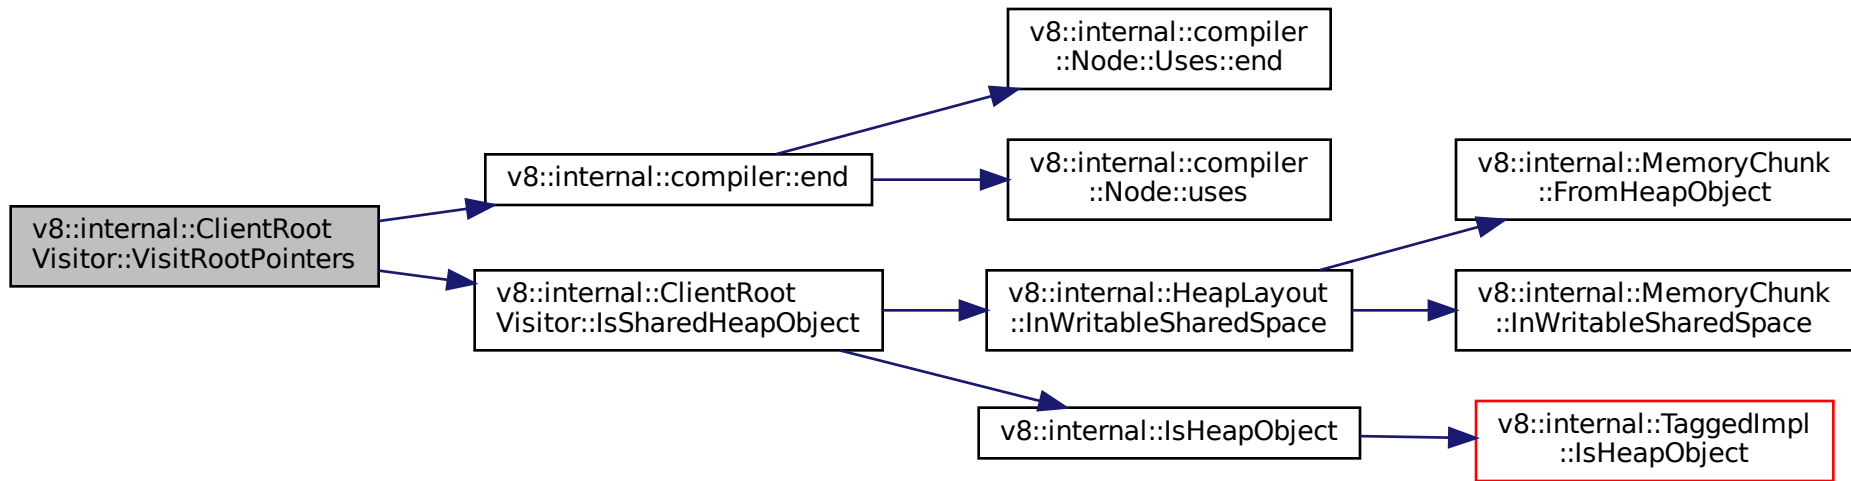 v8::internal::compiler
::Node::Uses::end
v8::internal::compiler::end
v8::internal::compiler
::Node::uses
v8::internal::MemoryChunk
::FromHeapObject
v8::internal::ClientRoot
Visitor::VisitRootPointers
v8::internal::ClientRoot
Visitor::IsSharedHeapObject
v8::internal::HeapLayout
::InWritableSharedSpace
v8::internal::MemoryChunk
::InWritableSharedSpace
v8::internal::IsHeapObject
v8::internal::TaggedImpl
::IsHeapObject